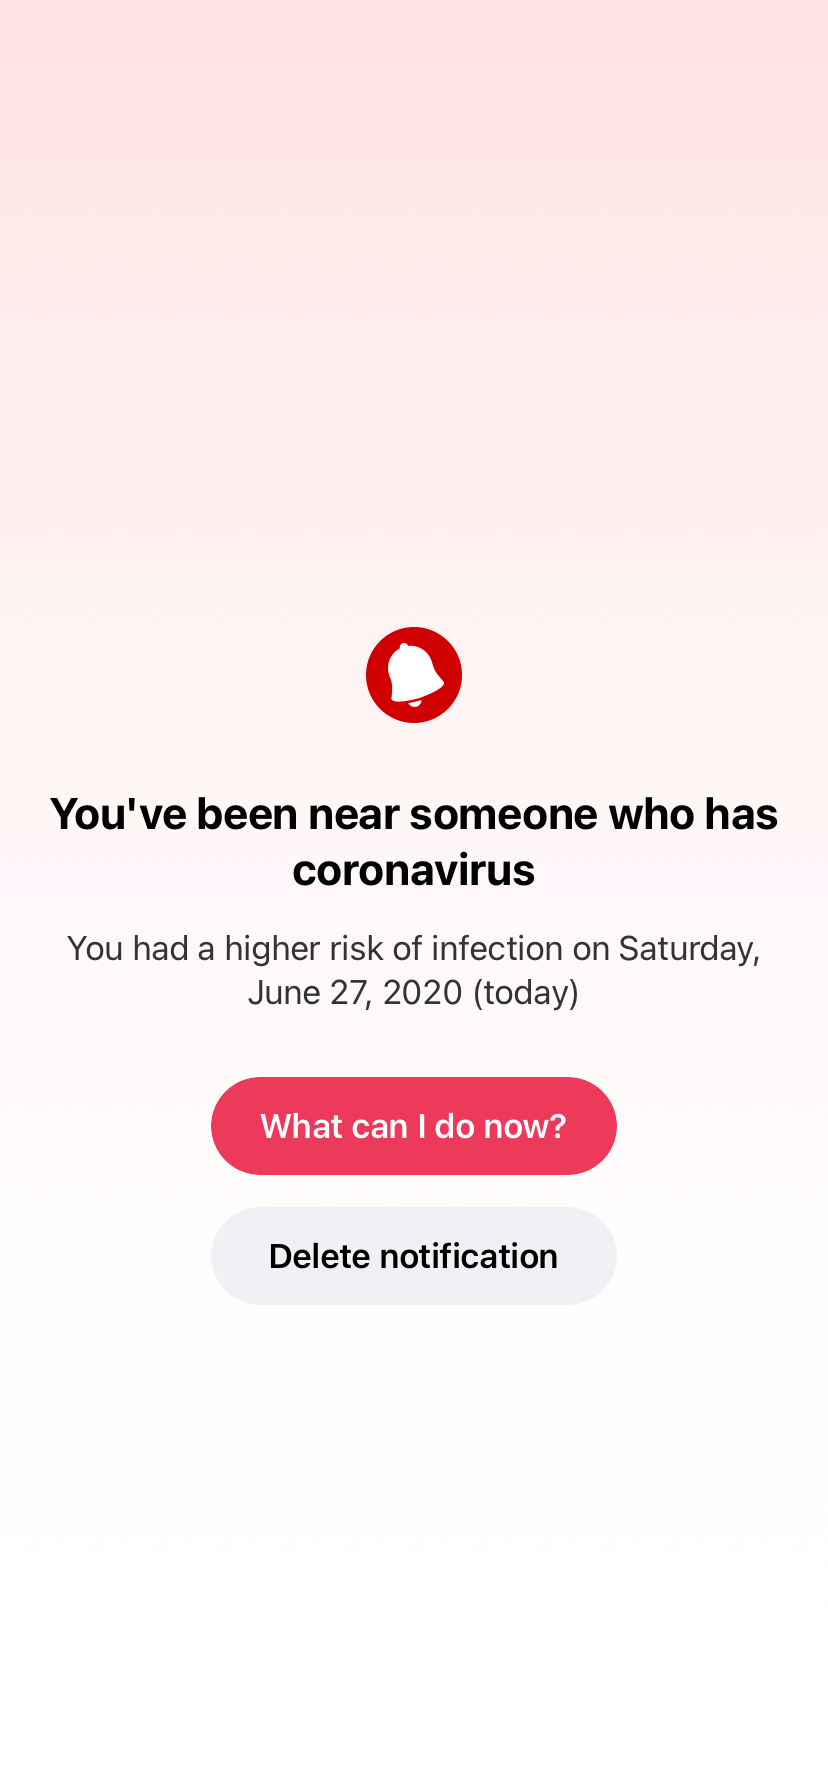 You've been near someone who has
coronavirus
You had a higher risk of infection on Saturday,
June 27, 2020 (today)
What can I do now?
Delete notification